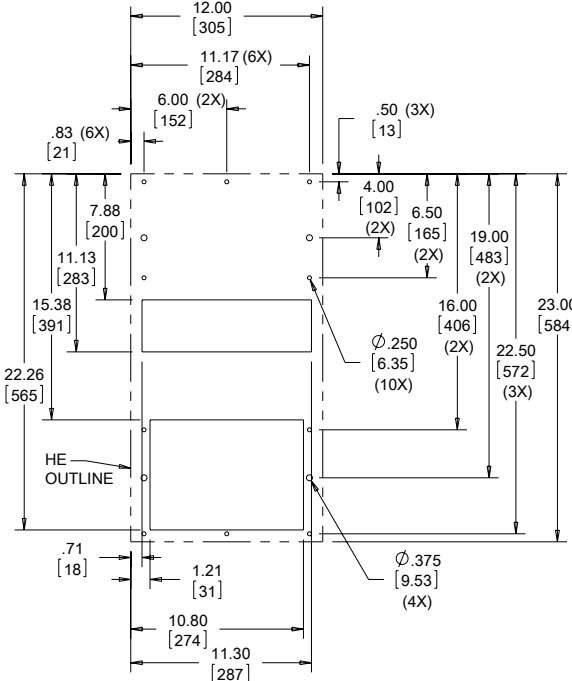 12.00
[305]
11.17 (6X)
[284]
6.00 (2X)
[152]
.50 (3X)
[13]
.83 (6X)
[21]
7.88
[200]
4.00
[102]
(2X)
6.50
[165]
(2X)
11.13
[283]
19.00
[483]
(2X)
15.38
[391]
16.00
[406]
(2X)
23.00
[584]
Ø.250
[6.35]
(10X)
22.50
[572]
(3X)
22.26
[565]
HE
OUTLINE
.71
[18]
1.21
[31]
Ø.375
[9.53]
(4X)
10.80
[274]
11.30
[287]